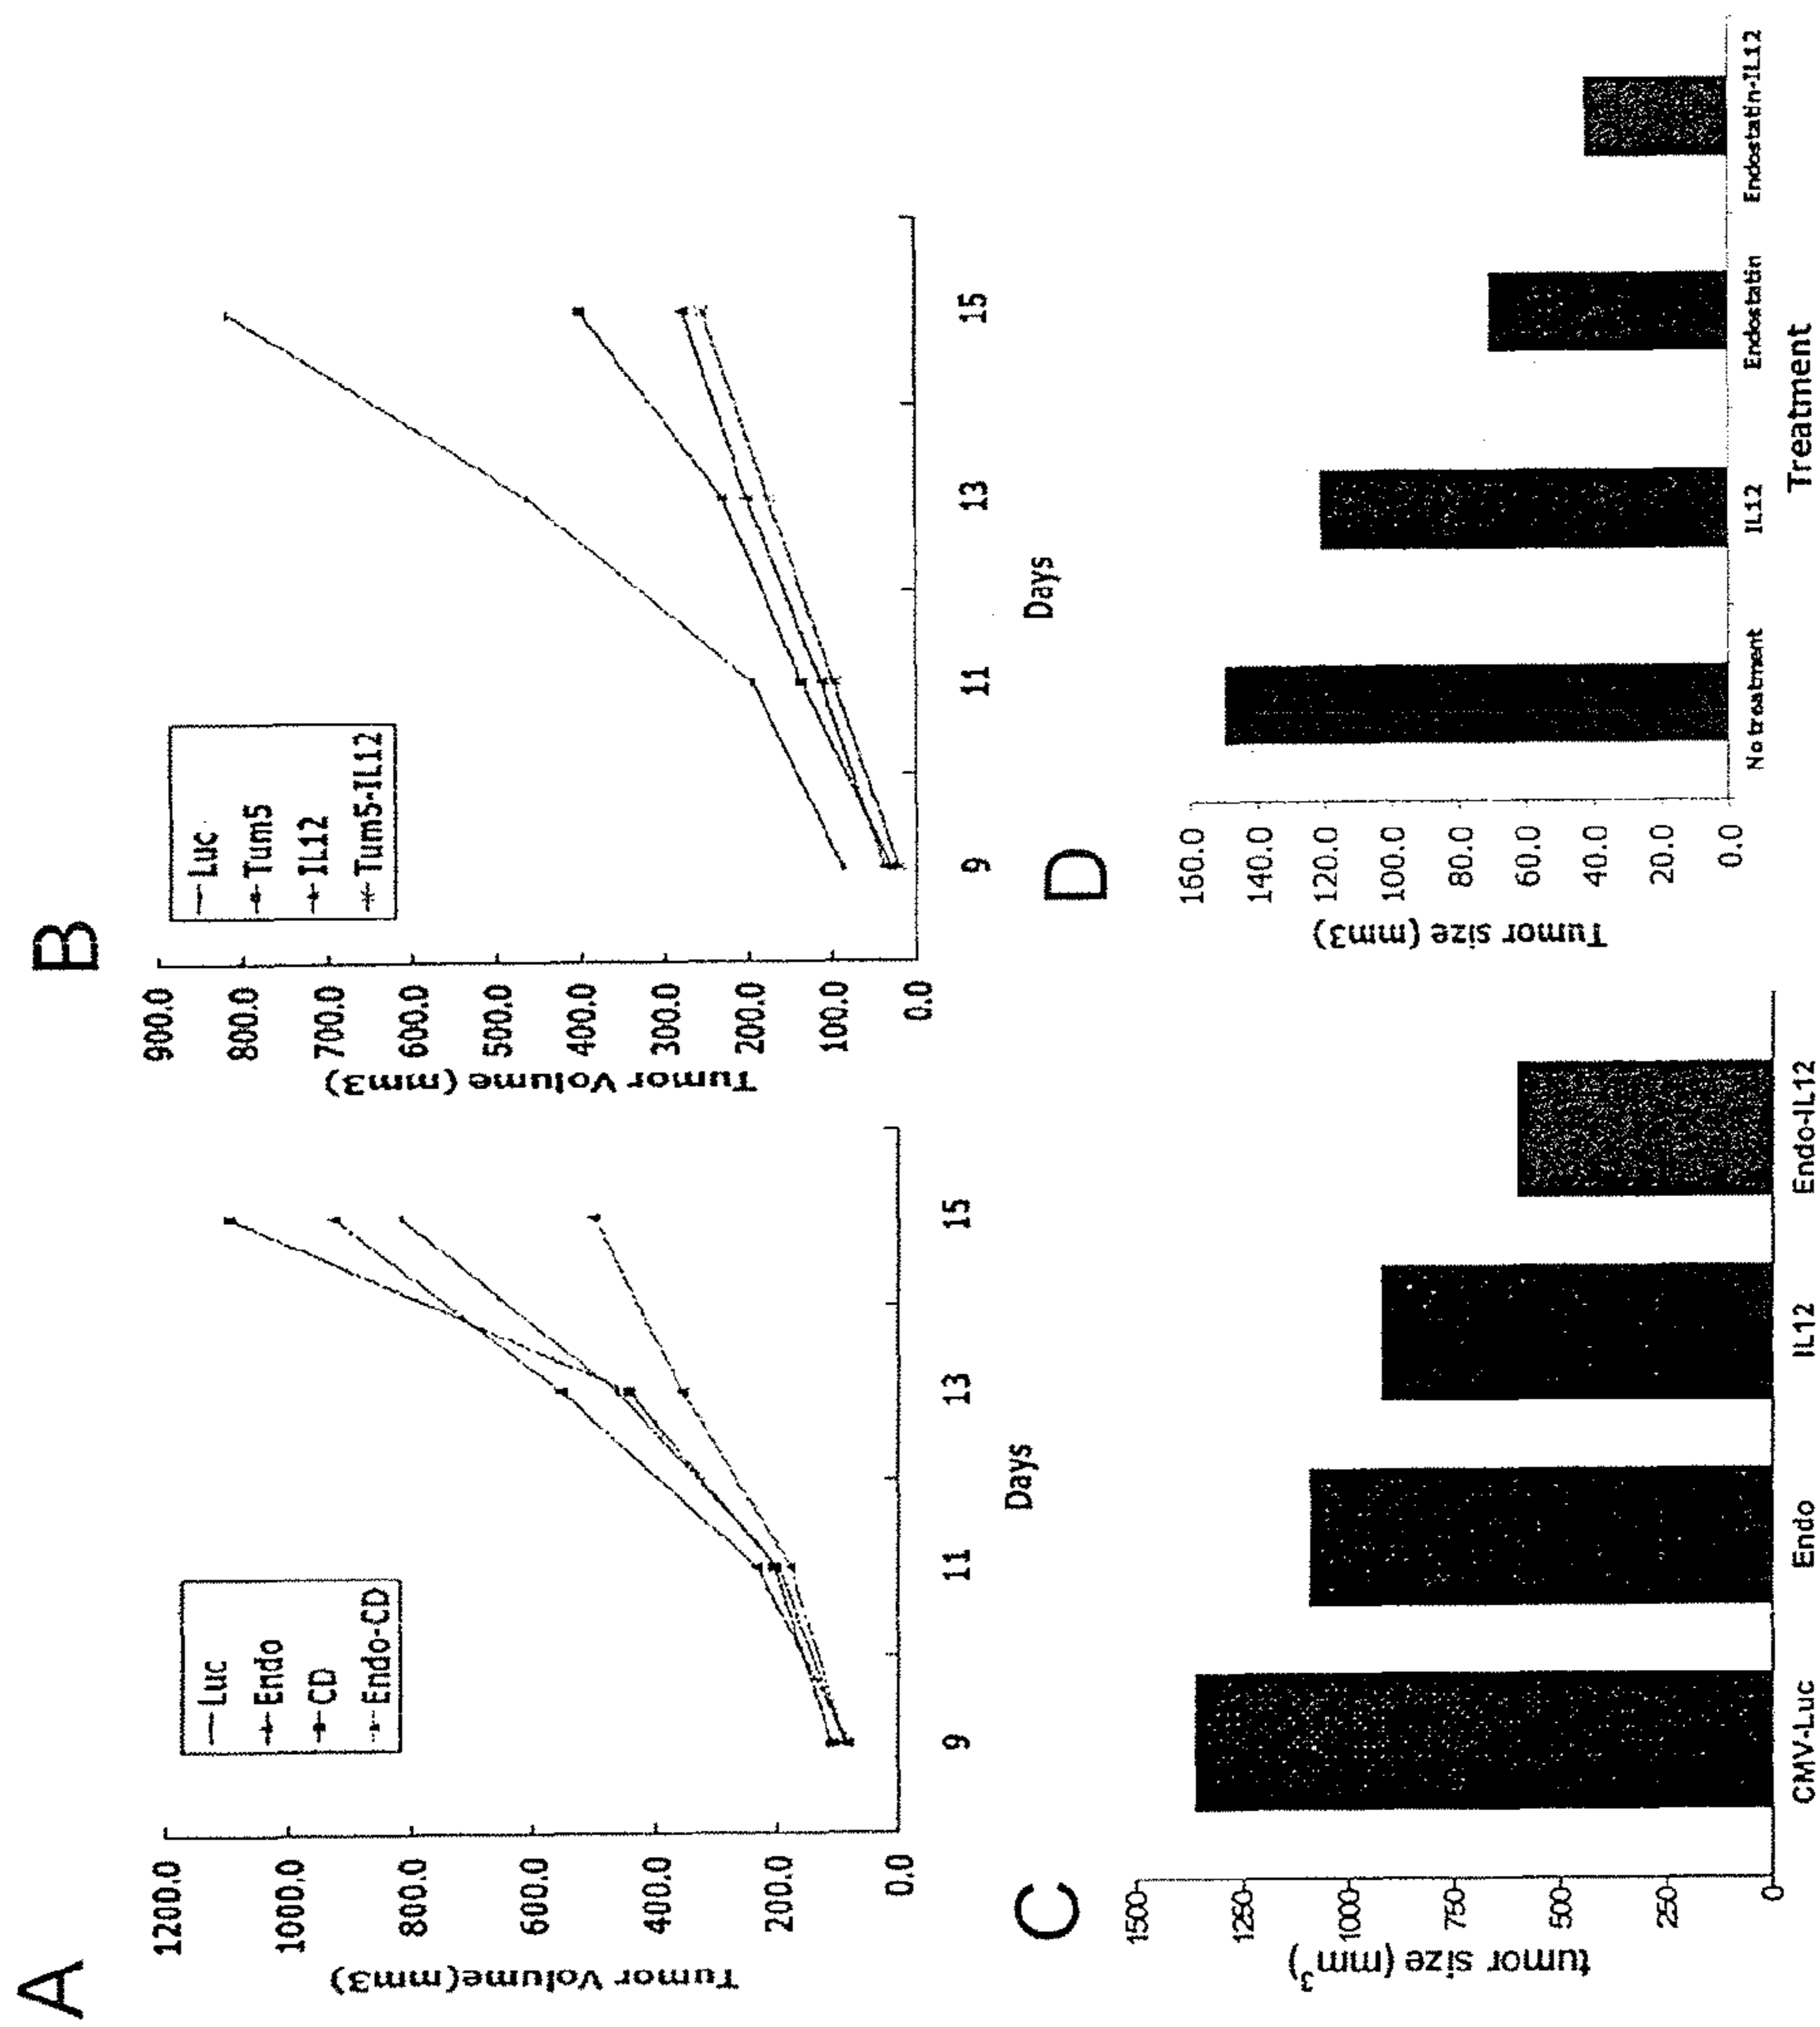 A
Tumor Volume(mm3)
1200.0
1000.0
800.0
600.0
400.0
200.0
0.0
Luc
Endo
CD
Endo-CD
9
11
13
15
Days
B
Tumor Volume (mm3)
900.0
800.0
700.0
600.0
500.0
400.0
300.0
200.0
100.0
0.0
Luc
Tum5
IL12
Tum5-IL12
9
11
13
15
Days
C
tumor size (mm3)
1500
1250
1000
750
500
250
0
CMV-Luc
Endo
IL12
Endo-IL12
D
Tumor size (mm3)
160.0
140.0
120.0
100.0
80.0
60.0
40.0
20.0
0.0
No treatment
IL12
Endostatin
Endostatin-IL12
Treatment